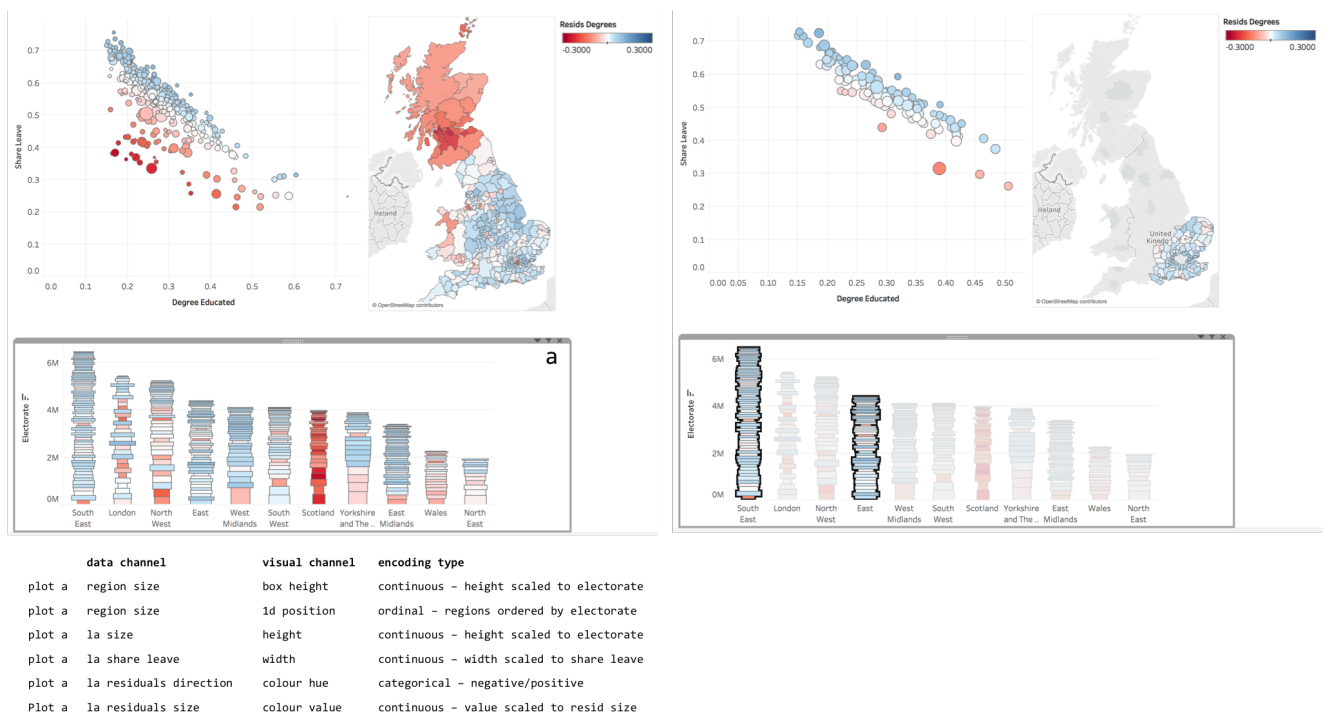 Resids Degrees
-0.3000 0.3000
0.7
0.6
0.5
0.4
0.3
0.2
0.1
0.0
Share Leave
0.0 0.1 0.2 0.3 0.4 0.5 0.6 0.7
Degree Educated
Ireland
© OpenStreetMap contributors
a
6M
4M
2M
0M
Electorate
South East
London
North West
East
West Midlands
South West
Scotland
Yorkshire and The ..
East Midlands
Wales
North East
Resids Degrees
-0.3000 0.3000
0.7
0.6
0.5
0.4
0.3
0.2
0.1
0.0
Share Leave
0.00 0.05 0.10 0.15 0.20 0.25 0.30 0.35 0.40 0.45 0.50
Degree Educated
Ireland
United Kingdo
© OpenStreetMap contributors
6M
4M
2M
0M
Electorate
South East
London
North West
East
West Midlands
South West
Scotland
Yorkshire and The ..
East Midlands
Wales
North East
data channel visual channel encoding type
plot a region size box height continuous – height scaled to electorate
plot a region size 1d position ordinal – regions ordered by electorate
plot a la size height continuous – height scaled to electorate
plot a la share leave width continuous – width scaled to share leave
plot a la residuals direction colour hue categorical – negative/positive
Plot a la residuals size colour value continuous – value scaled to resid size